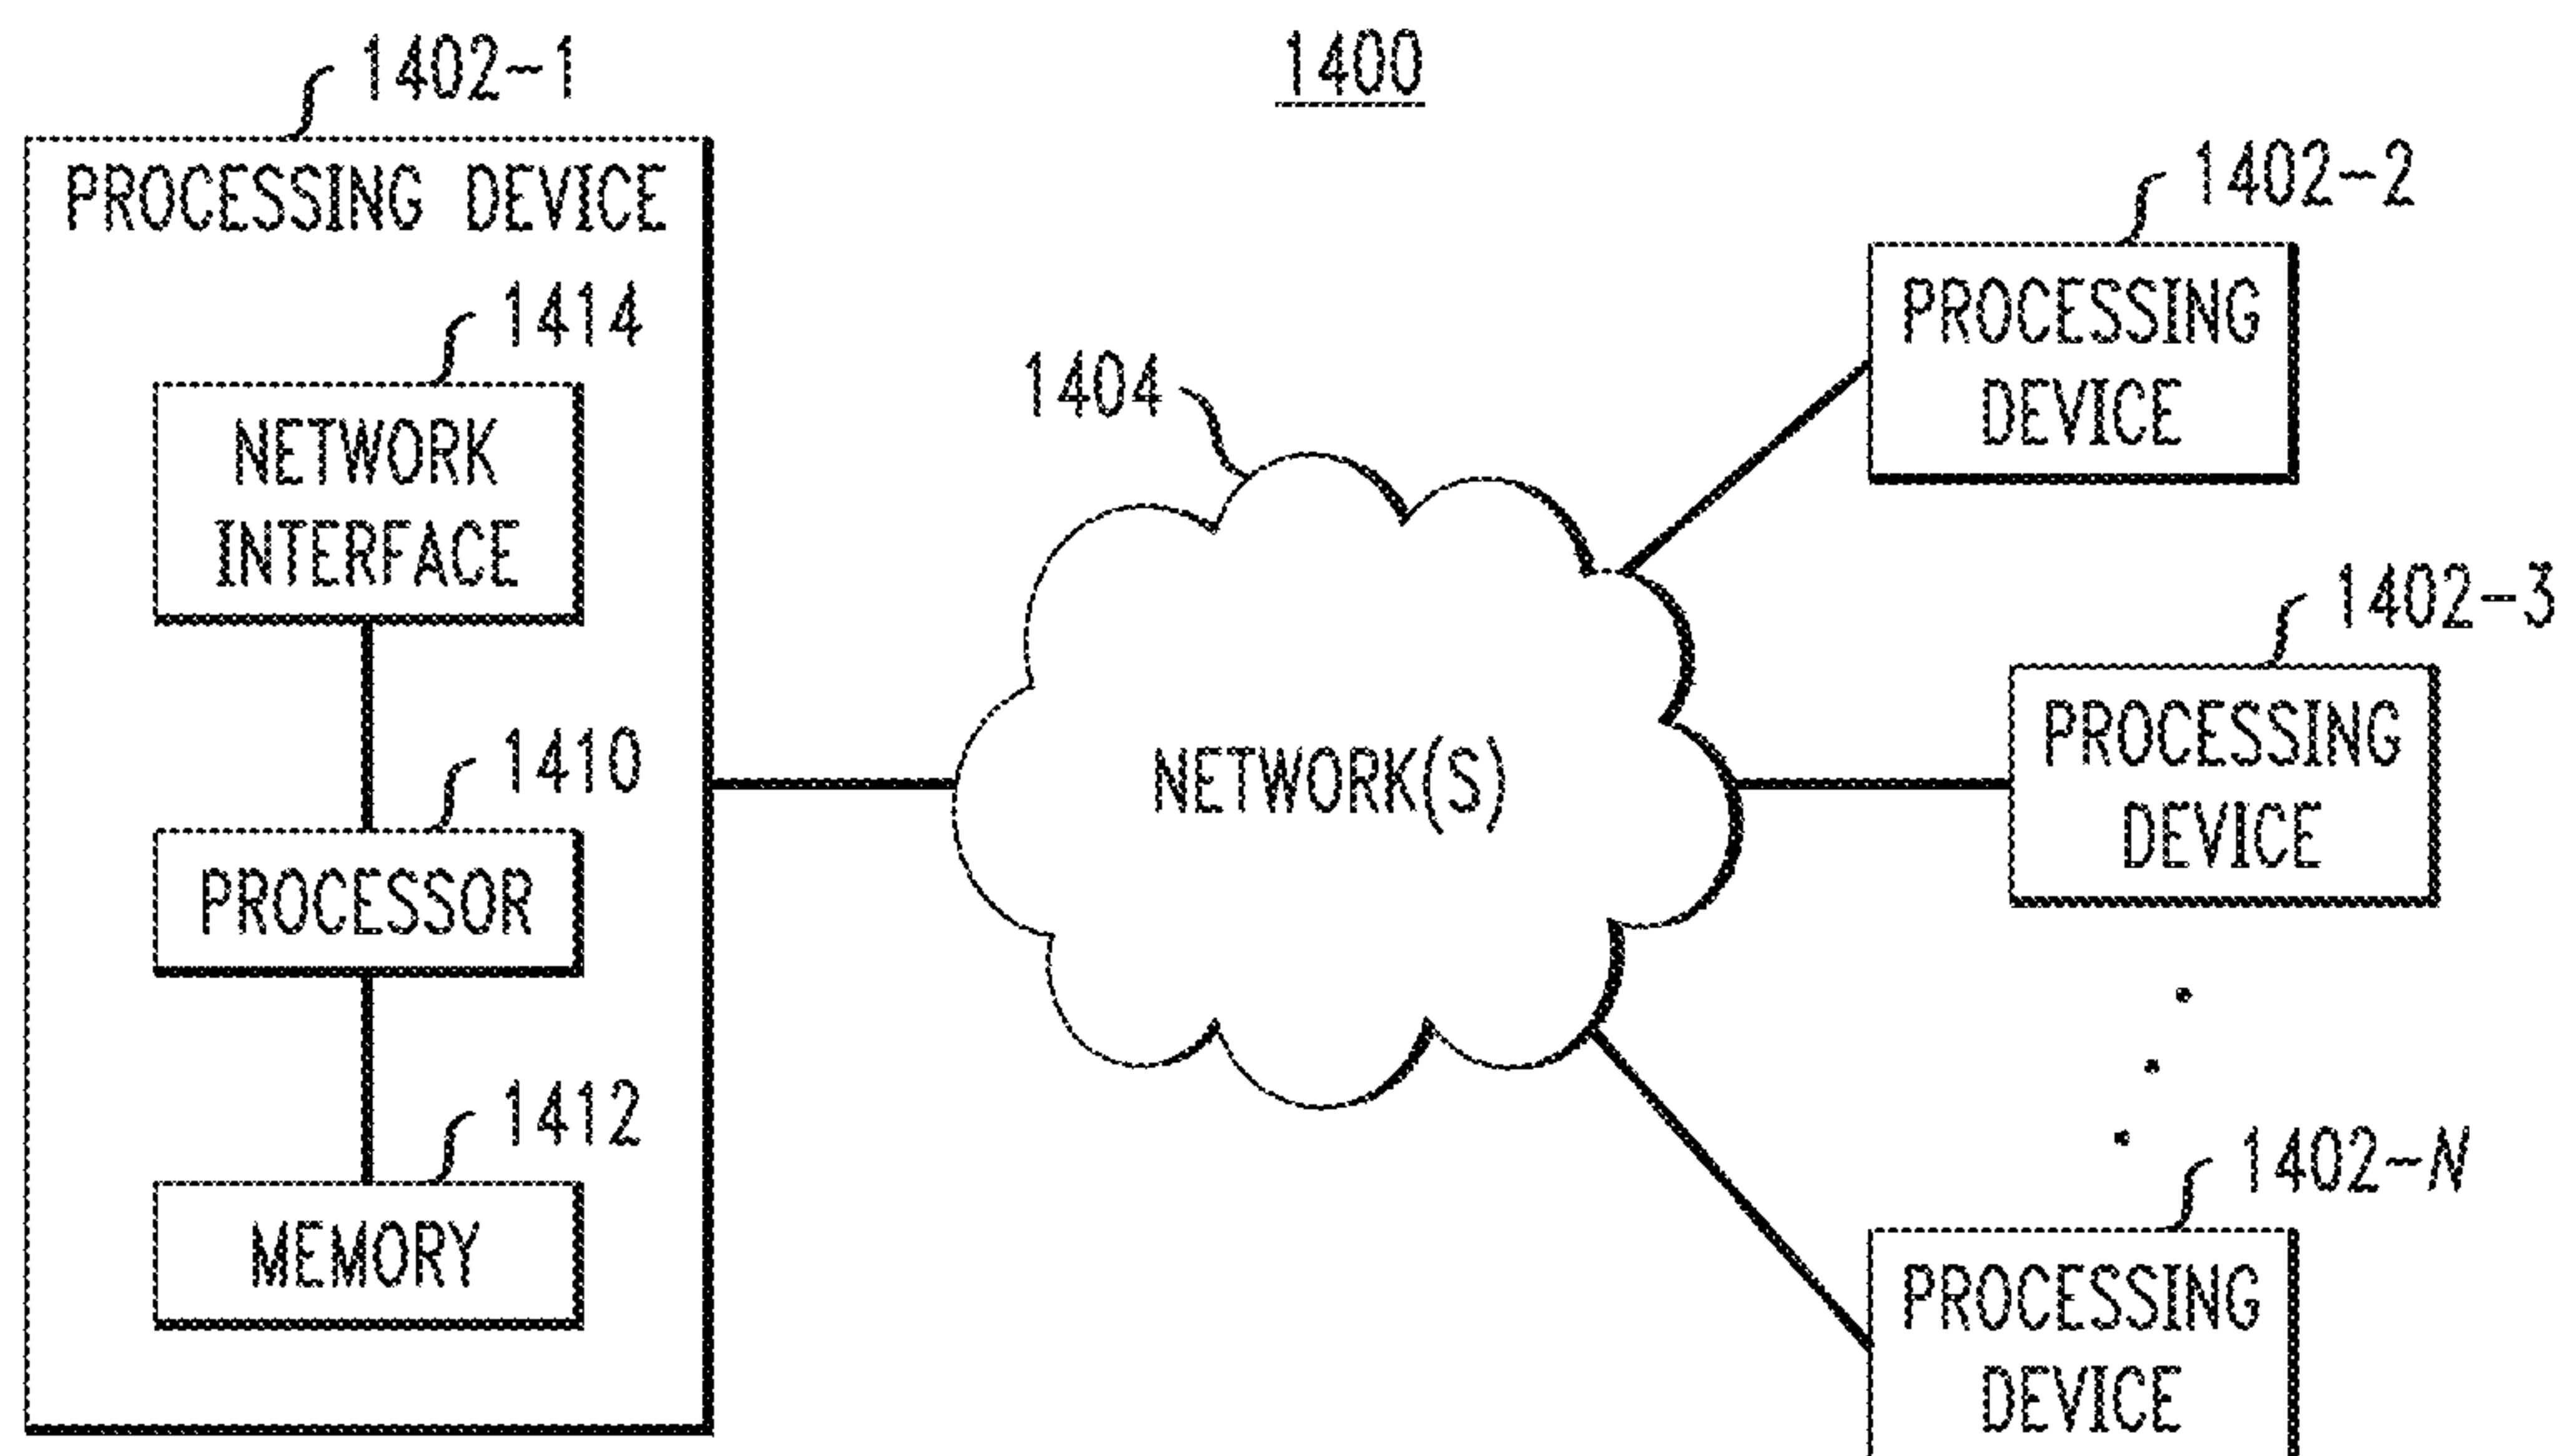 1400
1402-1
PROCESSING DEVICE
1414
NETWORK
INTERFACE
1410
PROCESSOR
1412
MEMORY
1404
NETWORK(S)
1402-2
PROCESSING
DEVICE
1402-3
PROCESSING
DEVICE
1402-N
PROCESSING
DEVICE